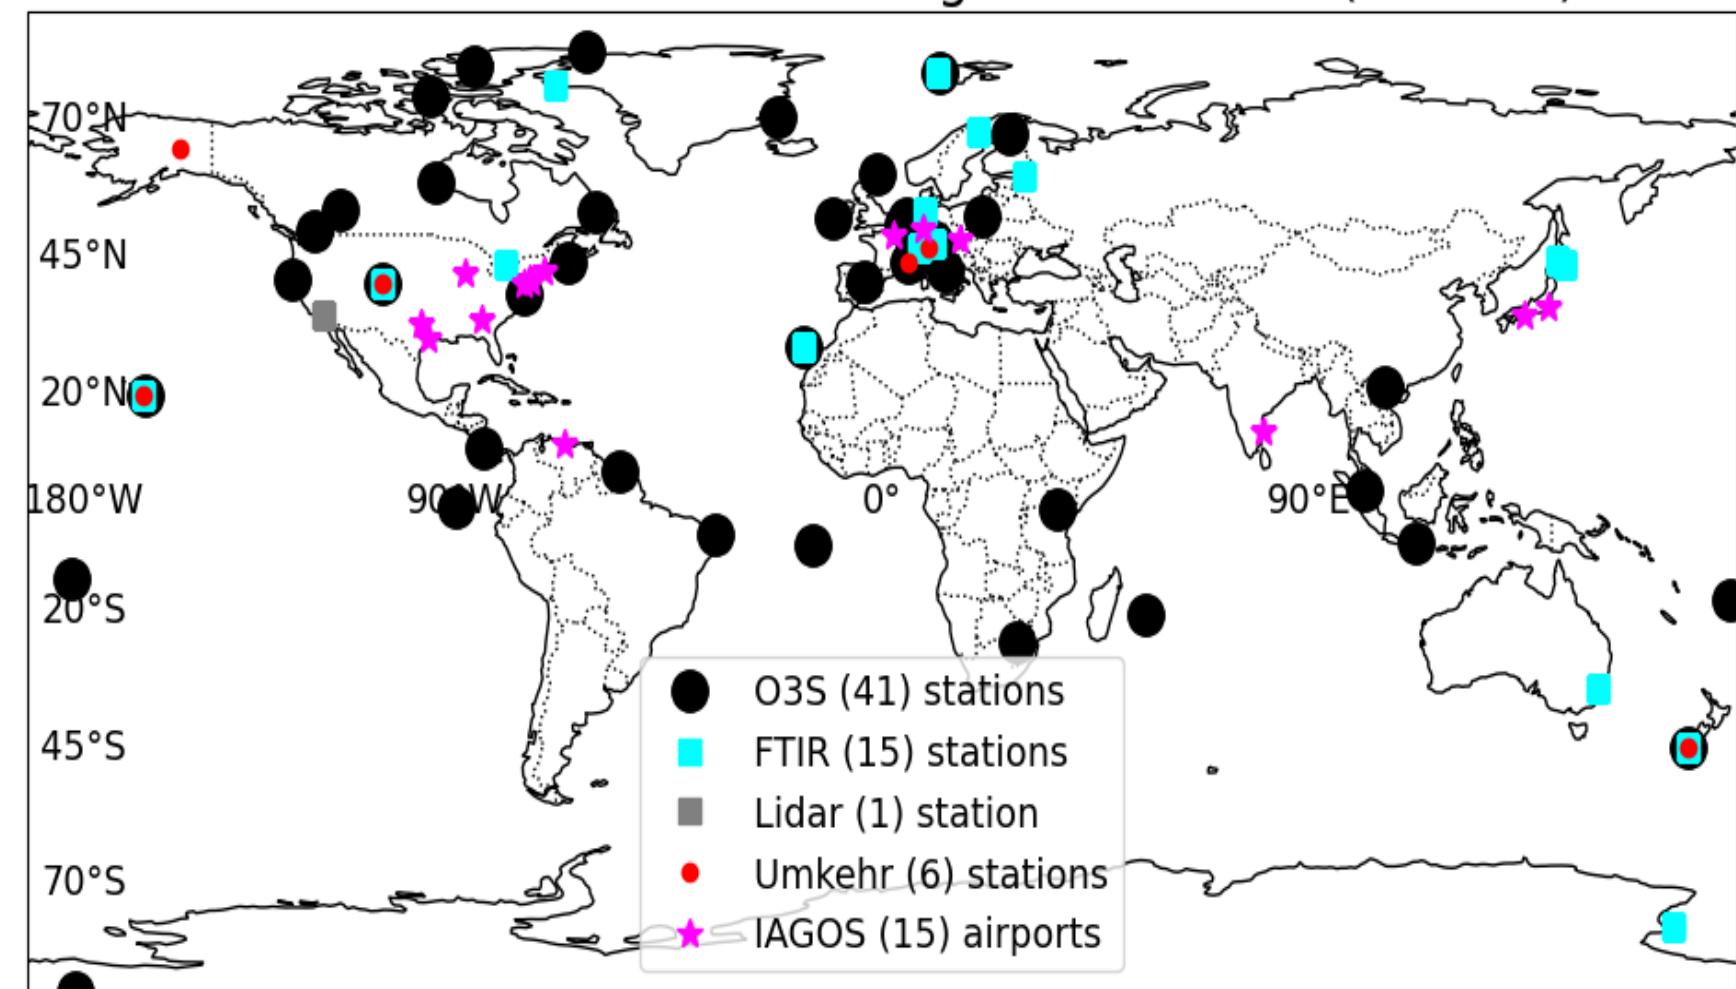 70°N
45°N
20°N
180°W
90°W
0°
90°E
20°S
45°S
70°S
O3S (41) stations
FTIR (15) stations
Lidar (1) station
Umkehr (6) stations
IAGOS (15) airports